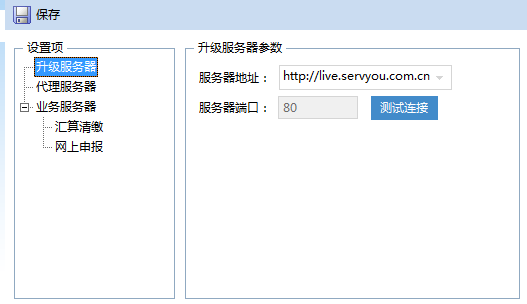 保存
设置项
升级服务器
代理服务器
业务服务器
汇算清缴
网上申报
升级服务器参数
服务器地址： http://live.servyou.com.cn
服务器端口： 80 测试连接